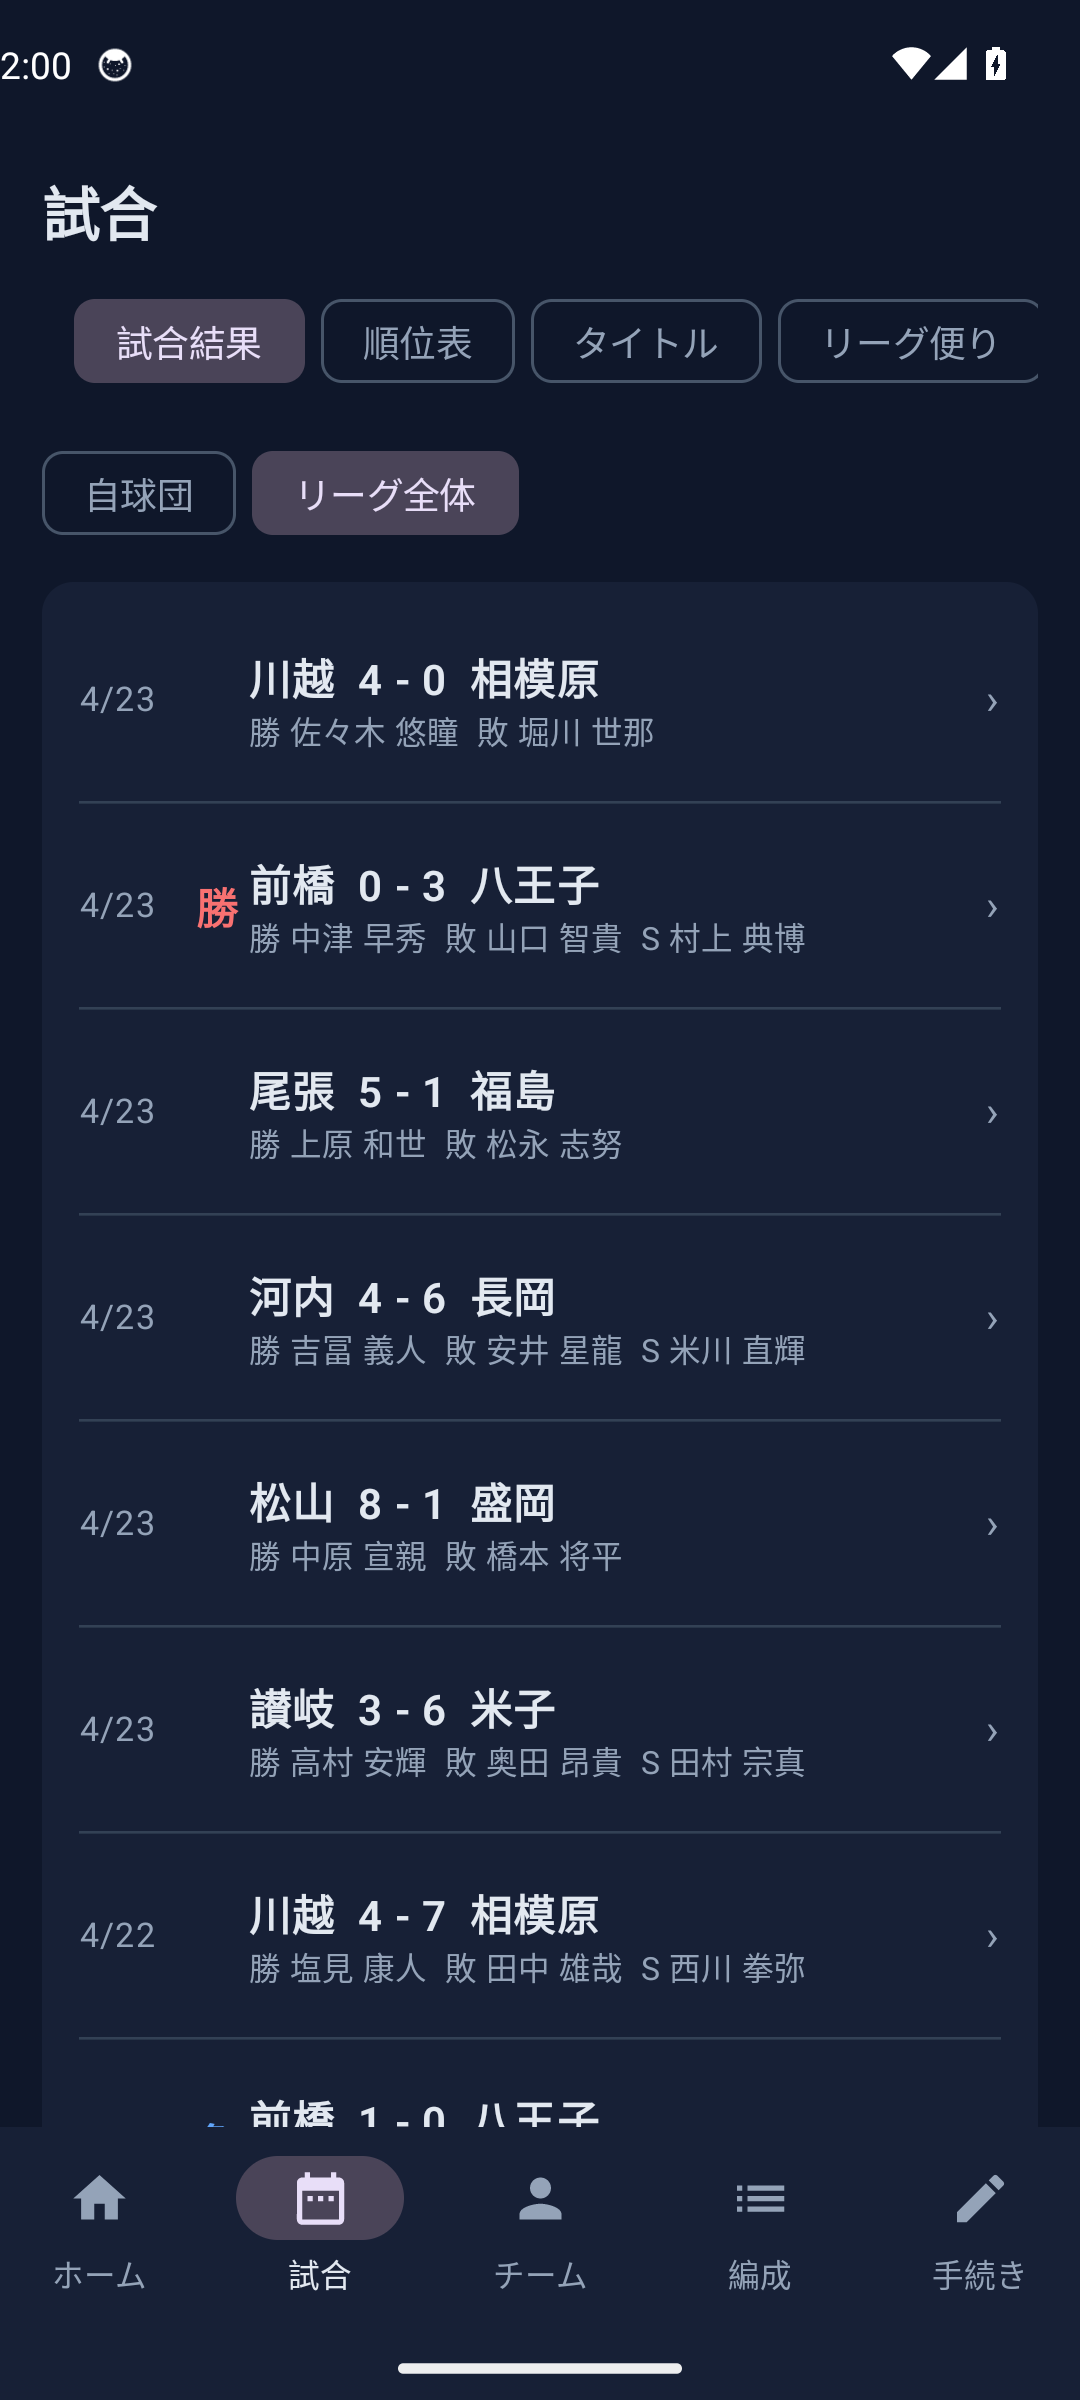 2:00
試合
試合結果 順位表 タイトル リーグ便り
自球団 リーグ全体
4/23 川越 4 - 0 相模原 ›
勝 佐々木 悠瞳 敗 堀川 世那
4/23 勝 前橋 0 - 3 八王子 ›
勝 中津 早秀 敗 山口 智貴 S 村上 典博
4/23 尾張 5 - 1 福島 ›
勝 上原 和世 敗 松永 志努
4/23 河内 4 - 6 長岡 ›
勝 吉冨 義人 敗 安井 星龍 S 米川 直輝
4/23 松山 8 - 1 盛岡 ›
勝 中原 宣親 敗 橋本 将平
4/23 讃岐 3 - 6 米子 ›
勝 高村 安輝 敗 奥田 昂貴 S 田村 宗真
4/22 川越 4 - 7 相模原 ›
勝 塩見 康人 敗 田中 雄哉 S 西川 拳弥
前橋 1 - 0 八王子
ホーム 試合 チーム 編成 手続き